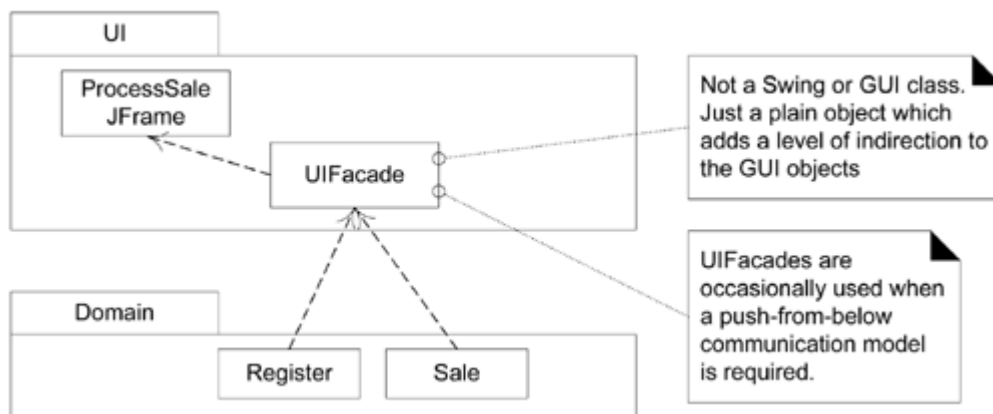 UI
ProcessSale
JFrame
UIFacade
Not a Swing or GUI class.
Just a plain object which
adds a level of indirection to
the GUI objects
UIFacades are
occasionally used when
a push-from-below
communication model
is required.
Domain
Register
Sale